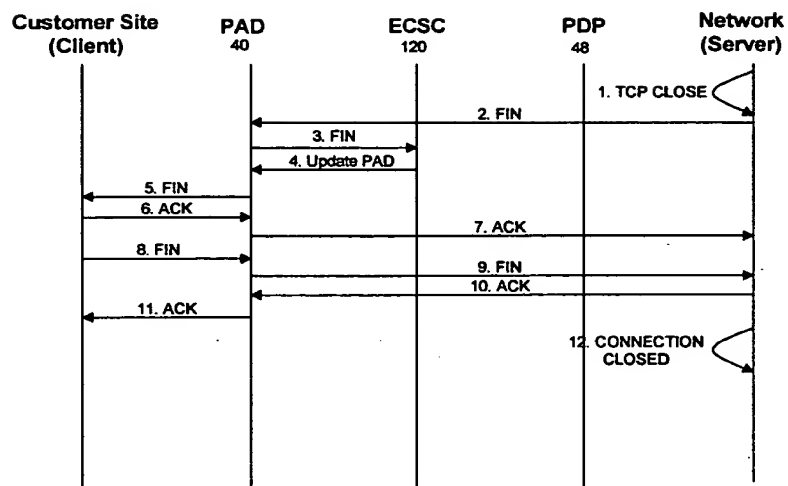 Customer Site
(Client)
PAD
40
ECSC
120
PDP
48
Network
(Server)
1. TCP CLOSE
2. FIN
3. FIN
4. Update PAD
5. FIN
6. ACK
7. ACK
8. FIN
9. FIN
10. ACK
11. ACK
12. CONNECTION
CLOSED